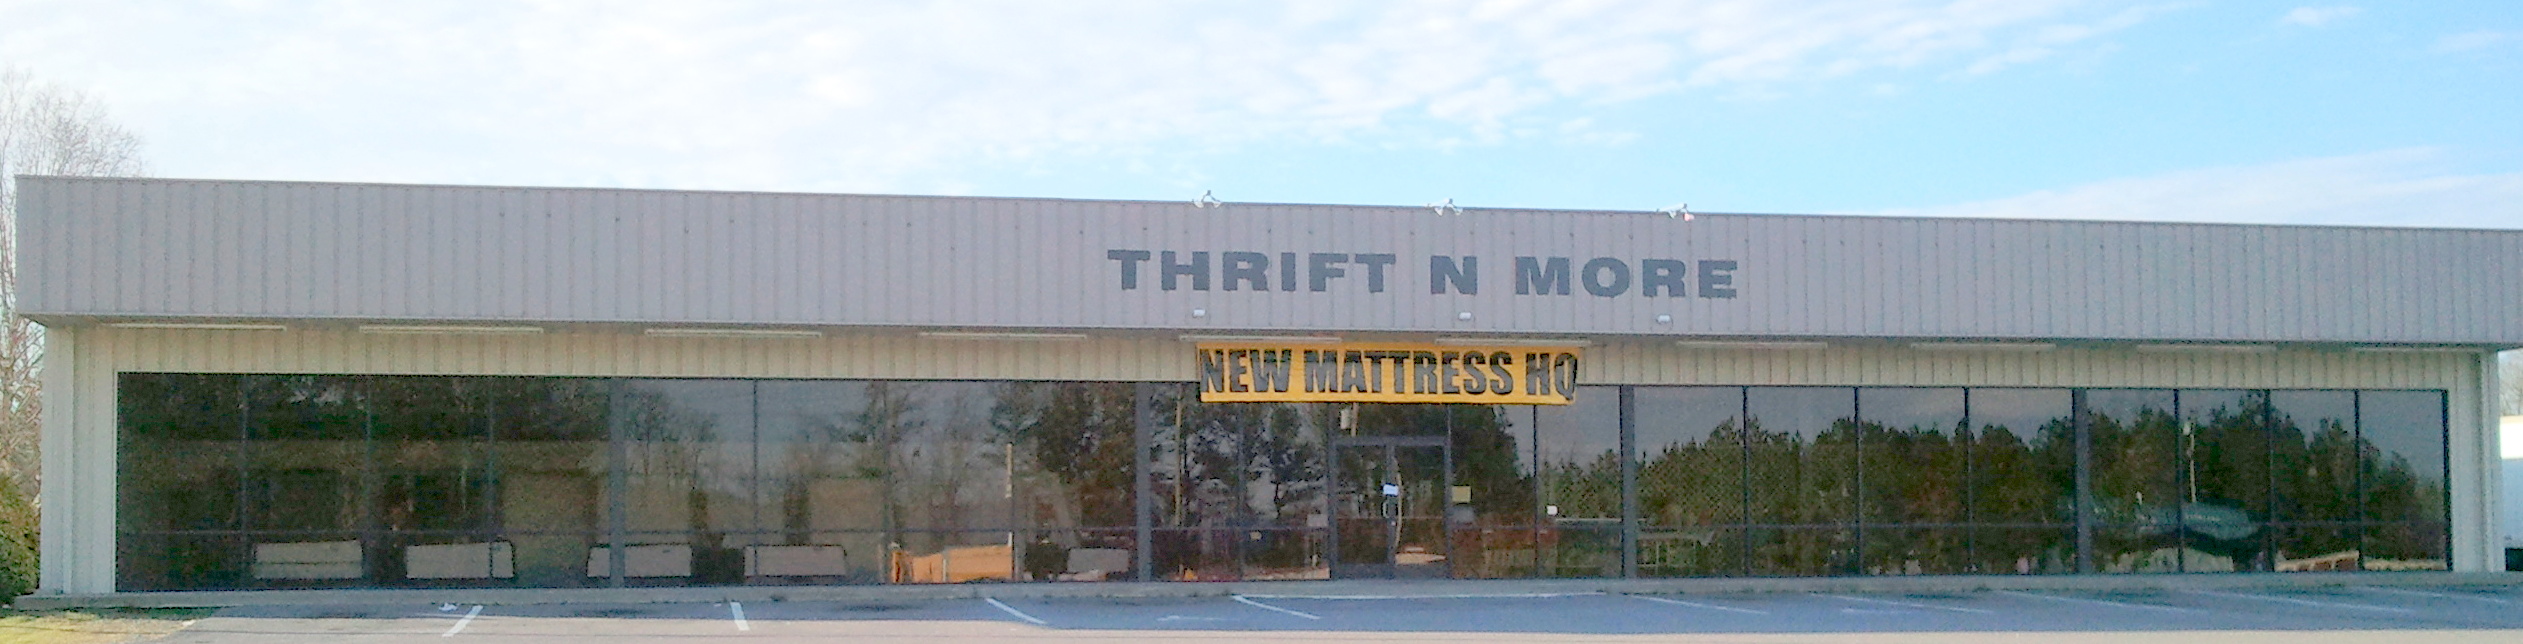 THRIFT N MORE
NEW MATTRESS HQ